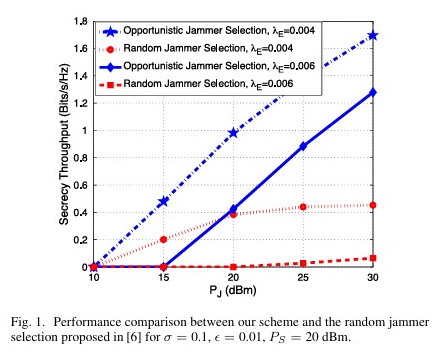 1.8
1.6
1.4
1.2
1
0.8
0.6
0.4
0.2
0
Secrecy Throughput (Bits/s/Hz)
Opportunistic Jammer Selection, λE=0.004
Random Jammer Selection, λE=0.004
Opportunistic Jammer Selection, λE=0.006
Random Jammer Selection, λE=0.006
10 15 20 25 30
PJ (dBm)
Fig. 1. Performance comparison between our scheme and the random jammer
selection proposed in [6] for σ = 0.1, ϵ = 0.01, PS = 20 dBm.